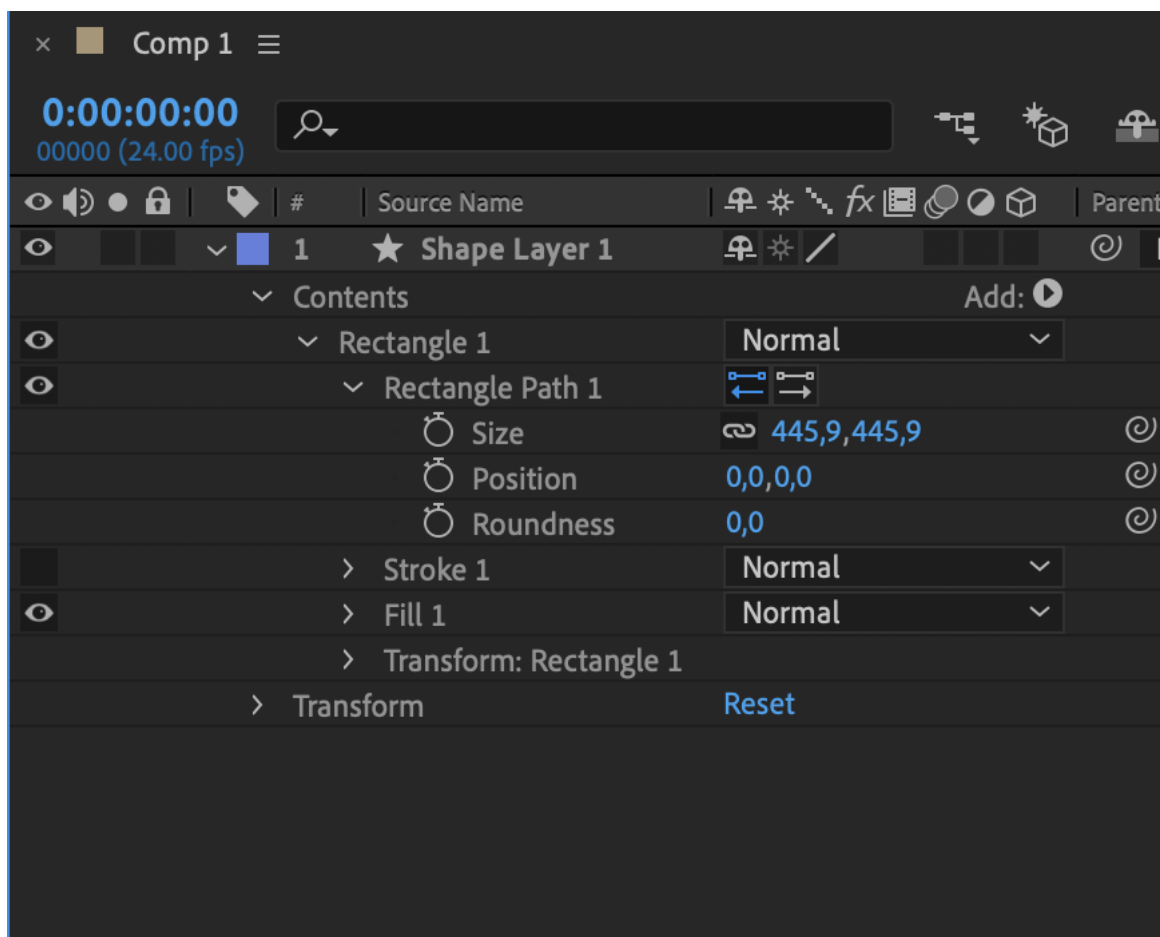 Comp 1
0:00:00:00
00000 (24.00 fps)
# Source Name fx Parent
1 Shape Layer 1
Contents Add:
Rectangle 1 Normal
Rectangle Path 1
Size 445,9,445,9
Position 0,0,0,0
Roundness 0,0
Stroke 1 Normal
Fill 1 Normal
Transform: Rectangle 1
Transform Reset